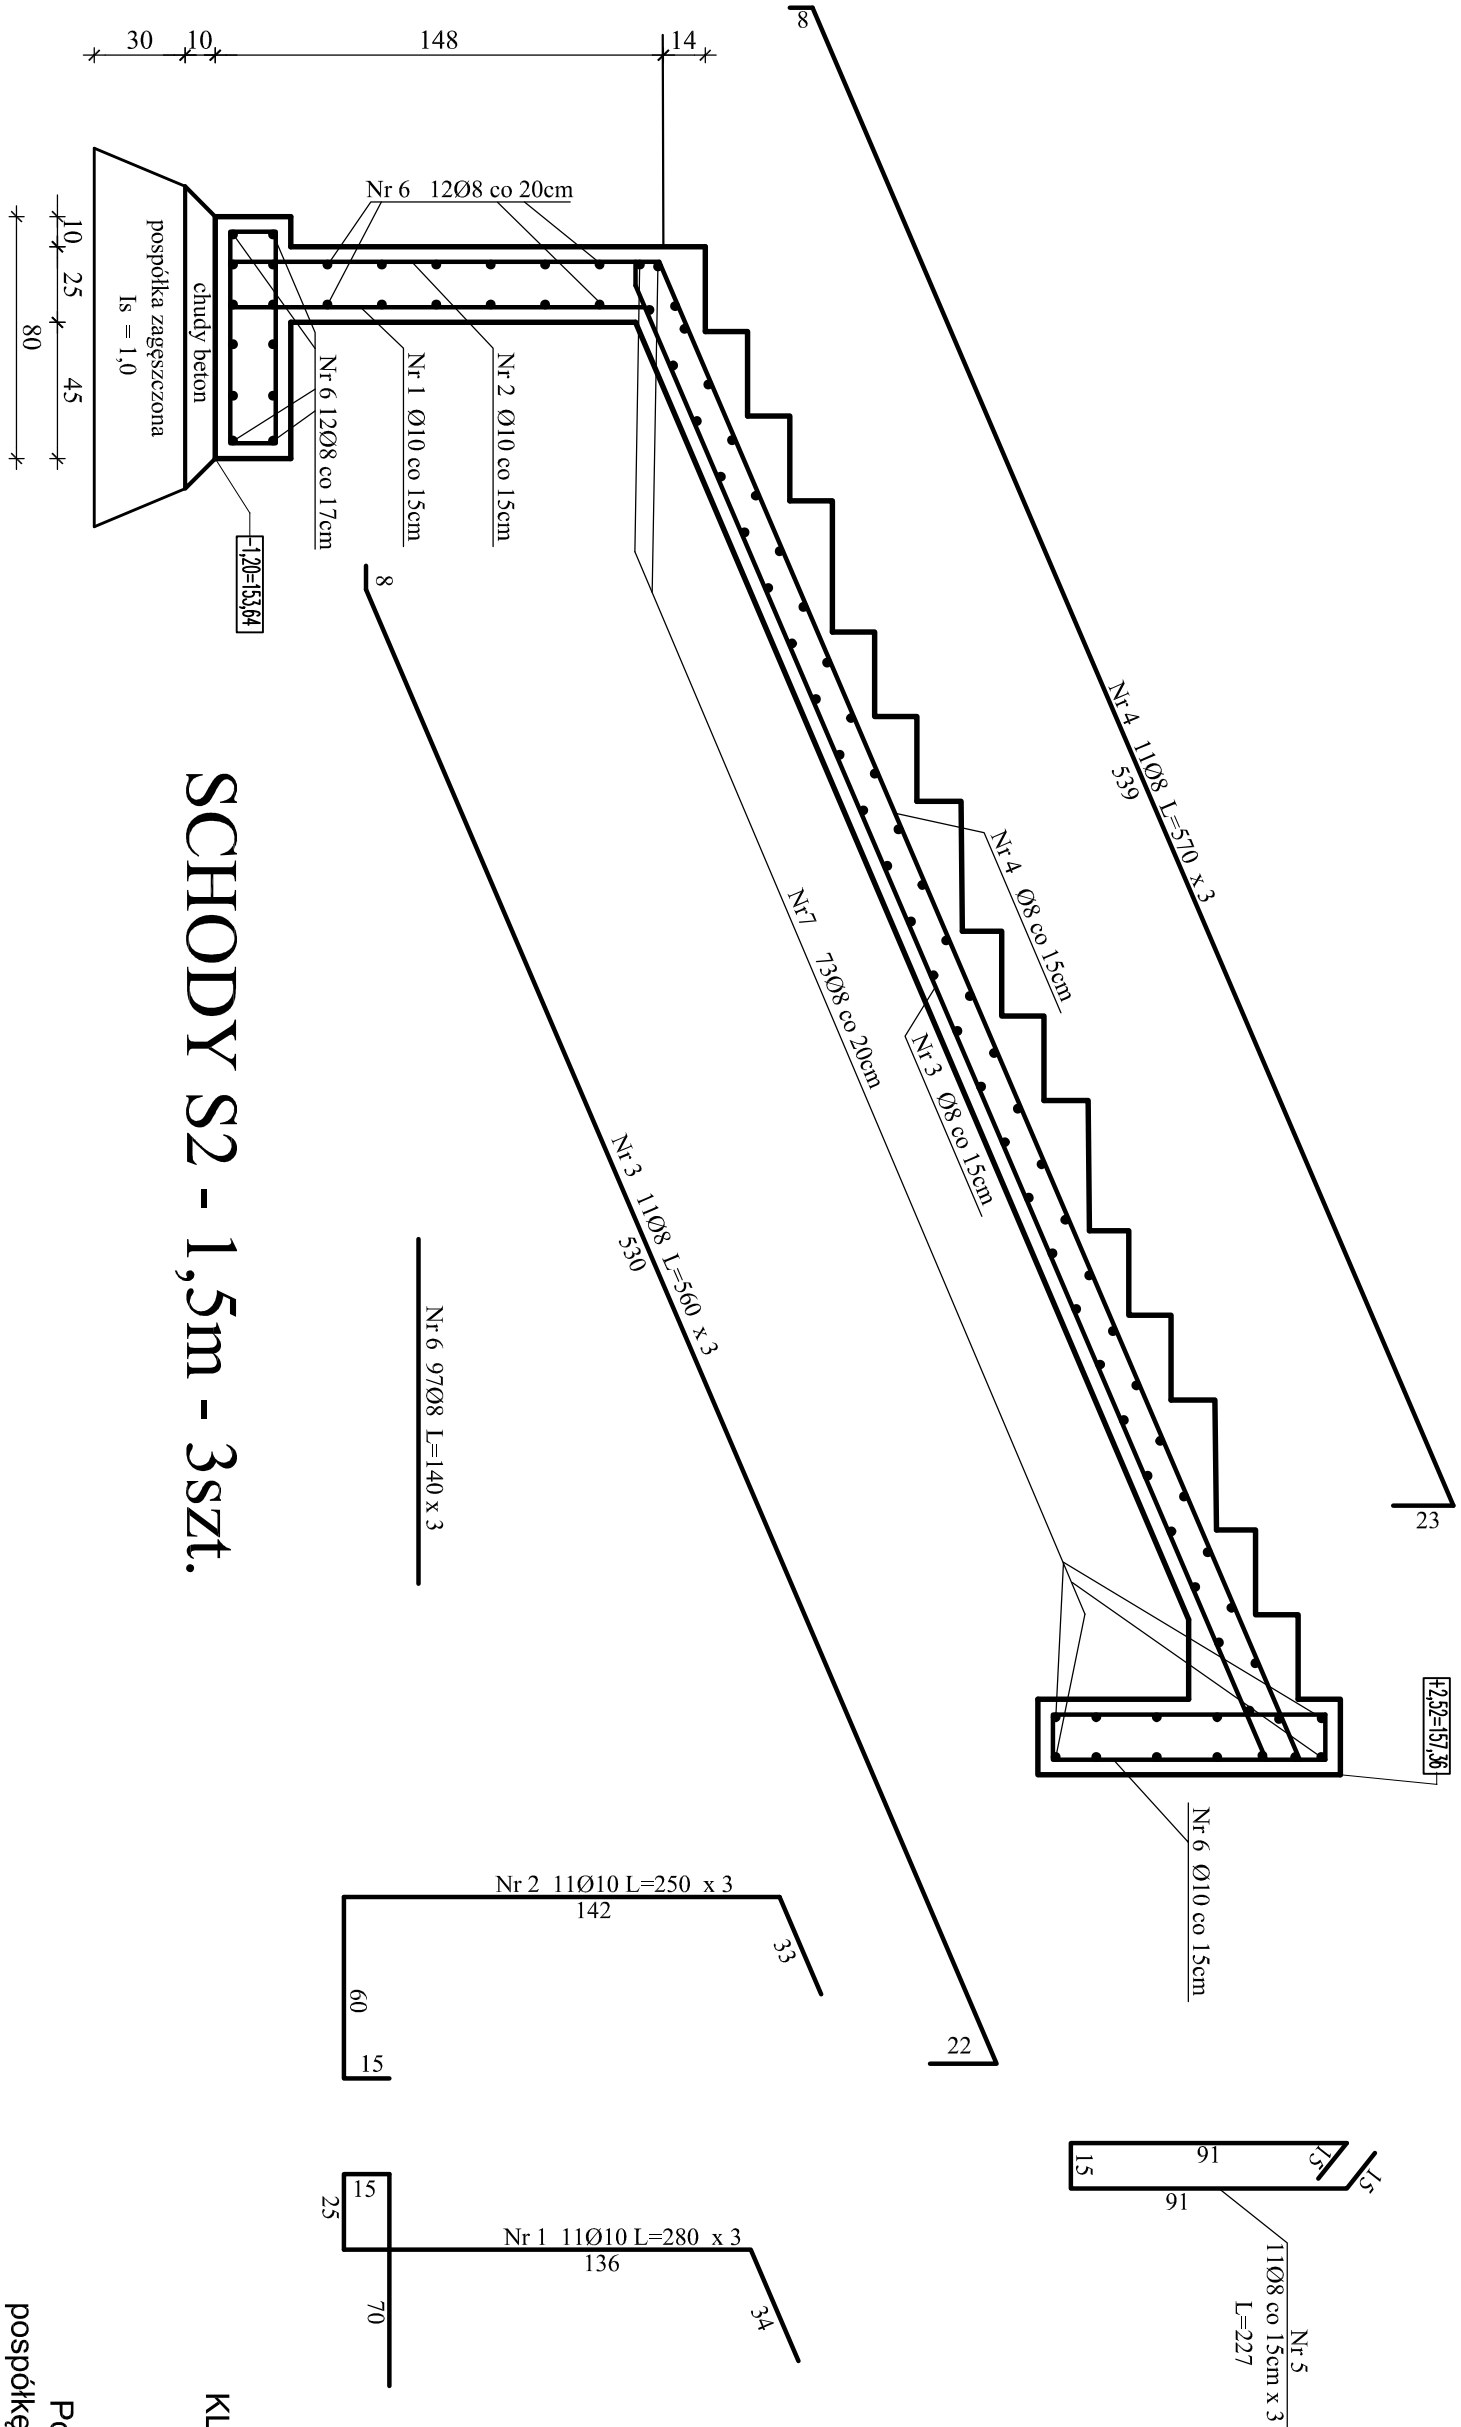 8
Nr 4 11Ø8 L=570 x 3
539
23
30
10
148
14
Nr 6 12Ø8 co 20cm
10
25
45
80
pospółka zagęszczona
Is = 1,0
chudy beton
Nr 6 12Ø8 co 17cm
Nr 1 Ø10 co 15cm
Nr 2 Ø10 co 15cm
-1,20=153,64
Nr 4 Ø8 co 15cm
Nr 3 Ø8 co 15cm
Nr7 73Ø8 co 20cm
+2,52=157,36
Nr 6 Ø10 co 15cm
8
Nr 3 11Ø8 L=560 x 3
530
22
SCHODY S2 - 1,5m - 3szt.
Nr 6 97Ø8 L=140 x 3
Nr 2 11Ø10 L=250 x 3
142
33
60
15
Nr 1 11Ø10 L=280 x 3
136
34
15
25
70
15
91
91
15
15
Nr 5
11Ø8 co 15cm x 3
L=227
KL
Po
pospółkę